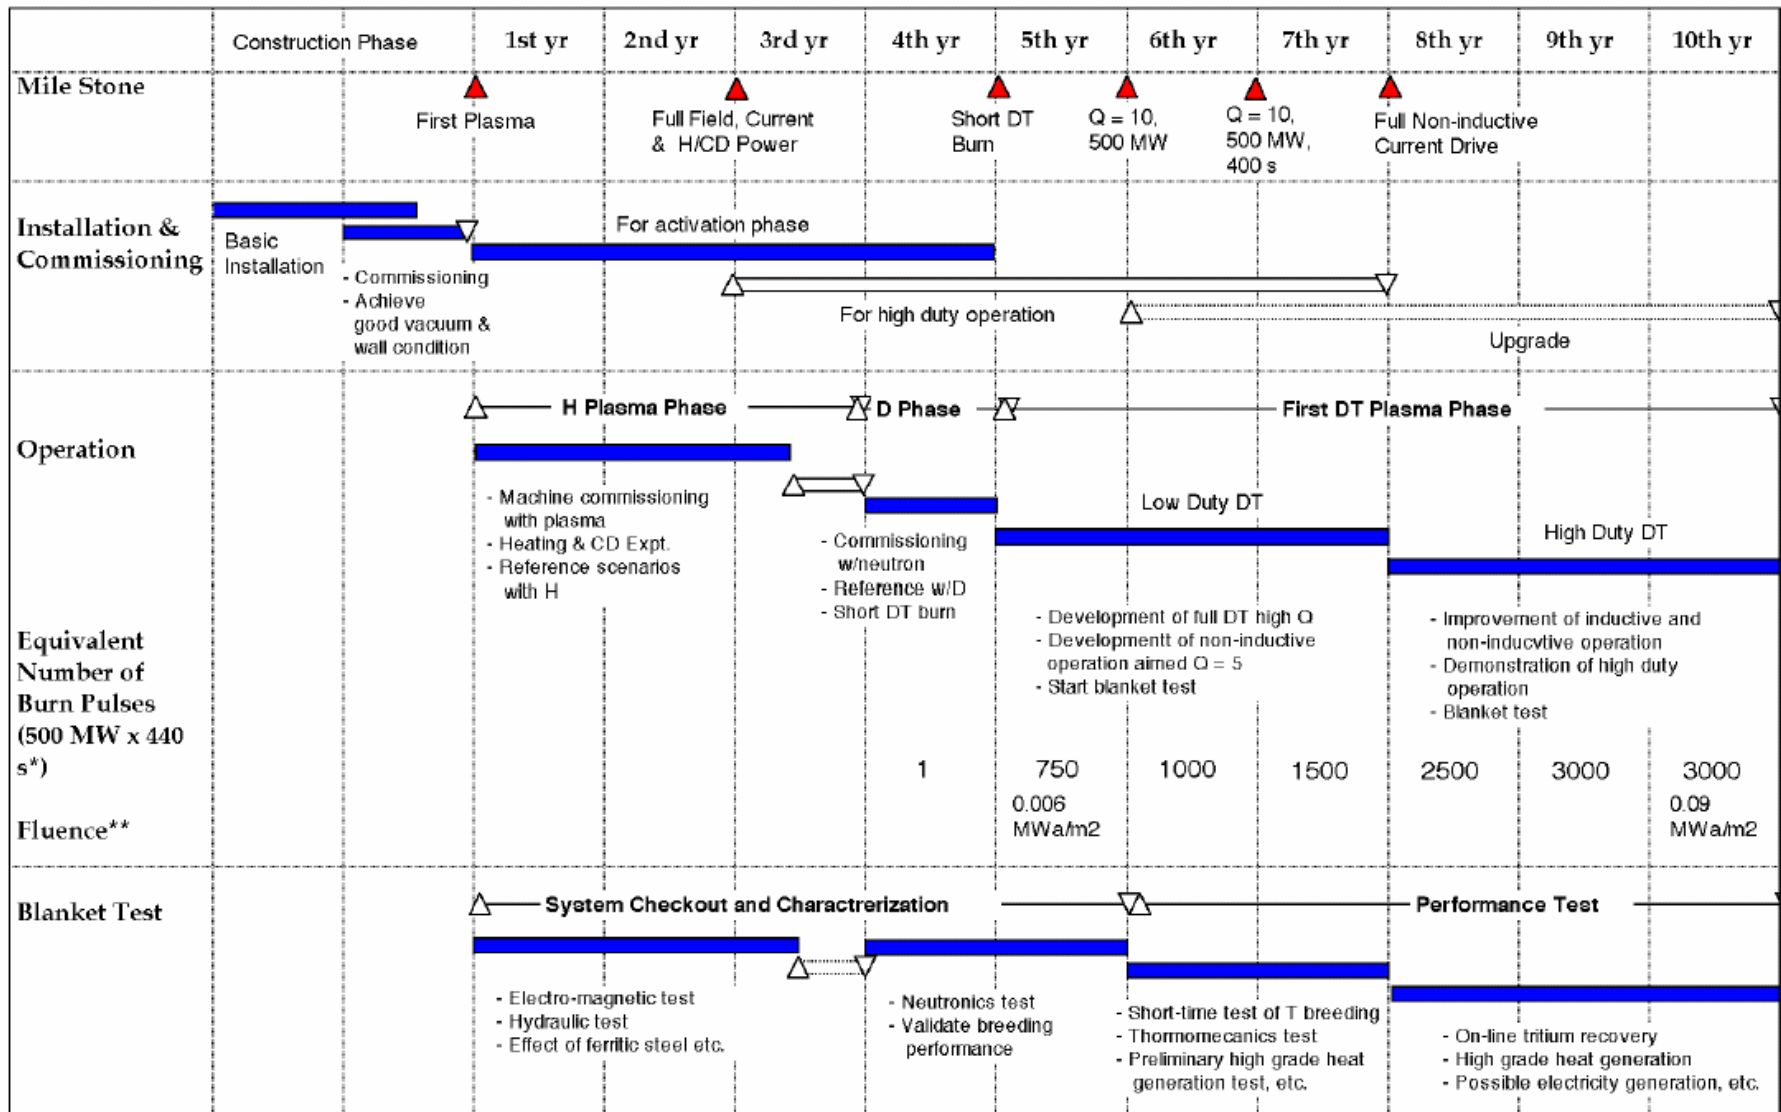 Construction Phase
1st yr
2nd yr
3rd yr
4th yr
5th yr
6th yr
7th yr
8th yr
9th yr
10th yr
Mile Stone
First Plasma
Full Field, Current
& H/CD Power
Short DT
Burn
Q = 10,
500 MW
Q = 10,
500 MW,
400 s
Full Non-inductive
Current Drive
Installation &
Commissioning
Basic
Installation
- Commissioning
- Achieve
good vacuum &
wall condition
For activation phase
For high duty operation
Upgrade
Operation
H Plasma Phase
D Phase
First DT Plasma Phase
- Machine commissioning
with plasma
- Heating & CD Expt.
- Reference scenarios
with H
- Commissioning
w/neutron
- Reference w/D
- Short DT burn
Low Duty DT
- Development of full DT high Q
- Developmentt of non-inductive
operation aimed Q = 5
- Start blanket test
High Duty DT
- Improvement of inductive and
non-inducvtive operation
- Demonstration of high duty
operation
- Blanket test
Equivalent
Number of
Burn Pulses
(500 MW x 440
s*)
1
750
1000
1500
2500
3000
3000
Fluence**
0.006
MWa/m2
0.09
MWa/m2
Blanket Test
System Checkout and Charactrerization
Performance Test
- Electro-magnetic test
- Hydraulic test
- Effect of ferritic steel etc.
- Neutronics test
- Validate breeding
performance
- Short-time test of T breeding
- Thormomecanics test
- Preliminary high grade heat
generation test, etc.
- On-line tritium recovery
- High grade heat generation
- Possible electricity generation, etc.